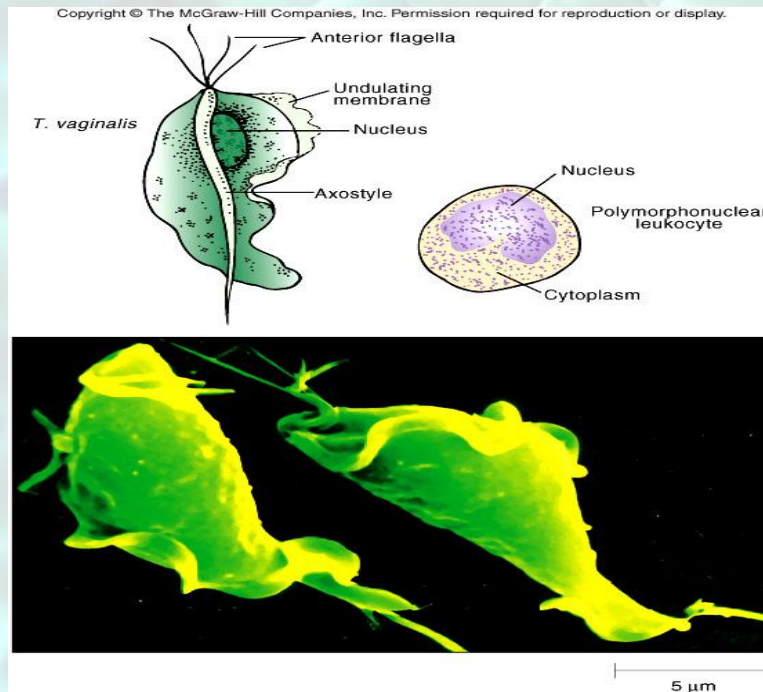 Copyright © The McGraw-Hill Companies, Inc. Permission required for reproduction or display.
Anterior flagella
Undulating
membrane
T. vaginalis
Nucleus
Axostyle
Nucleus
Polymorphonuclear
leukocyte
Cytoplasm
5 µm